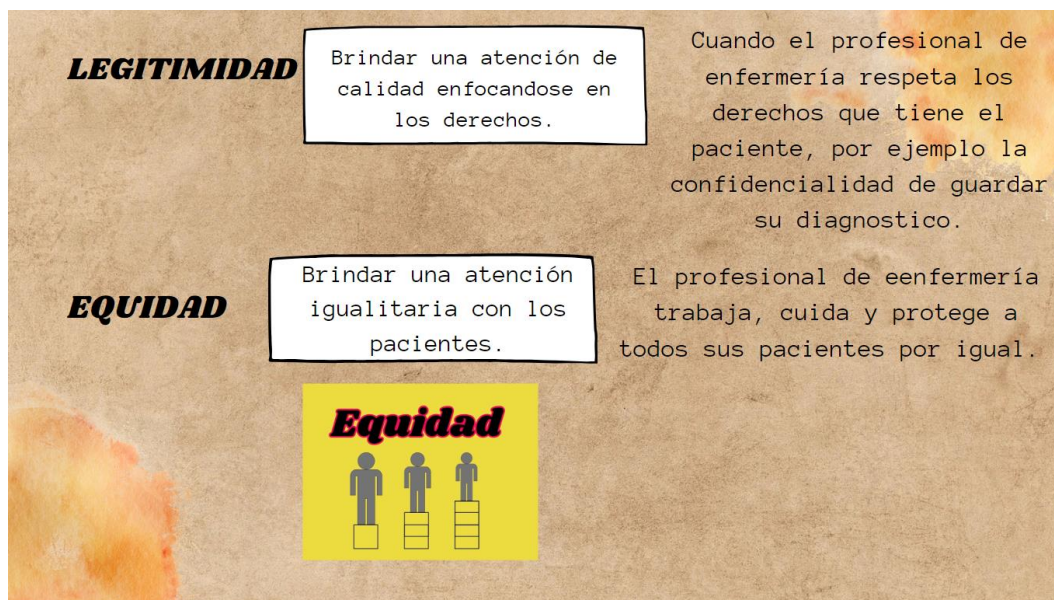 LEGITIMIDAD
Brindar una atención de
calidad enfocandose en
los derechos.
Cuando el profesional de
enfermería respeta los
derechos que tiene el
paciente, por ejemplo la
confidencialidad de guardar
su diagnostico.
EQUIDAD
Brindar una atención
igualitaria con los
pacientes.
El profesional de eenfermería
trabaja, cuida y protege a
todos sus pacientes por igual.
Equidad